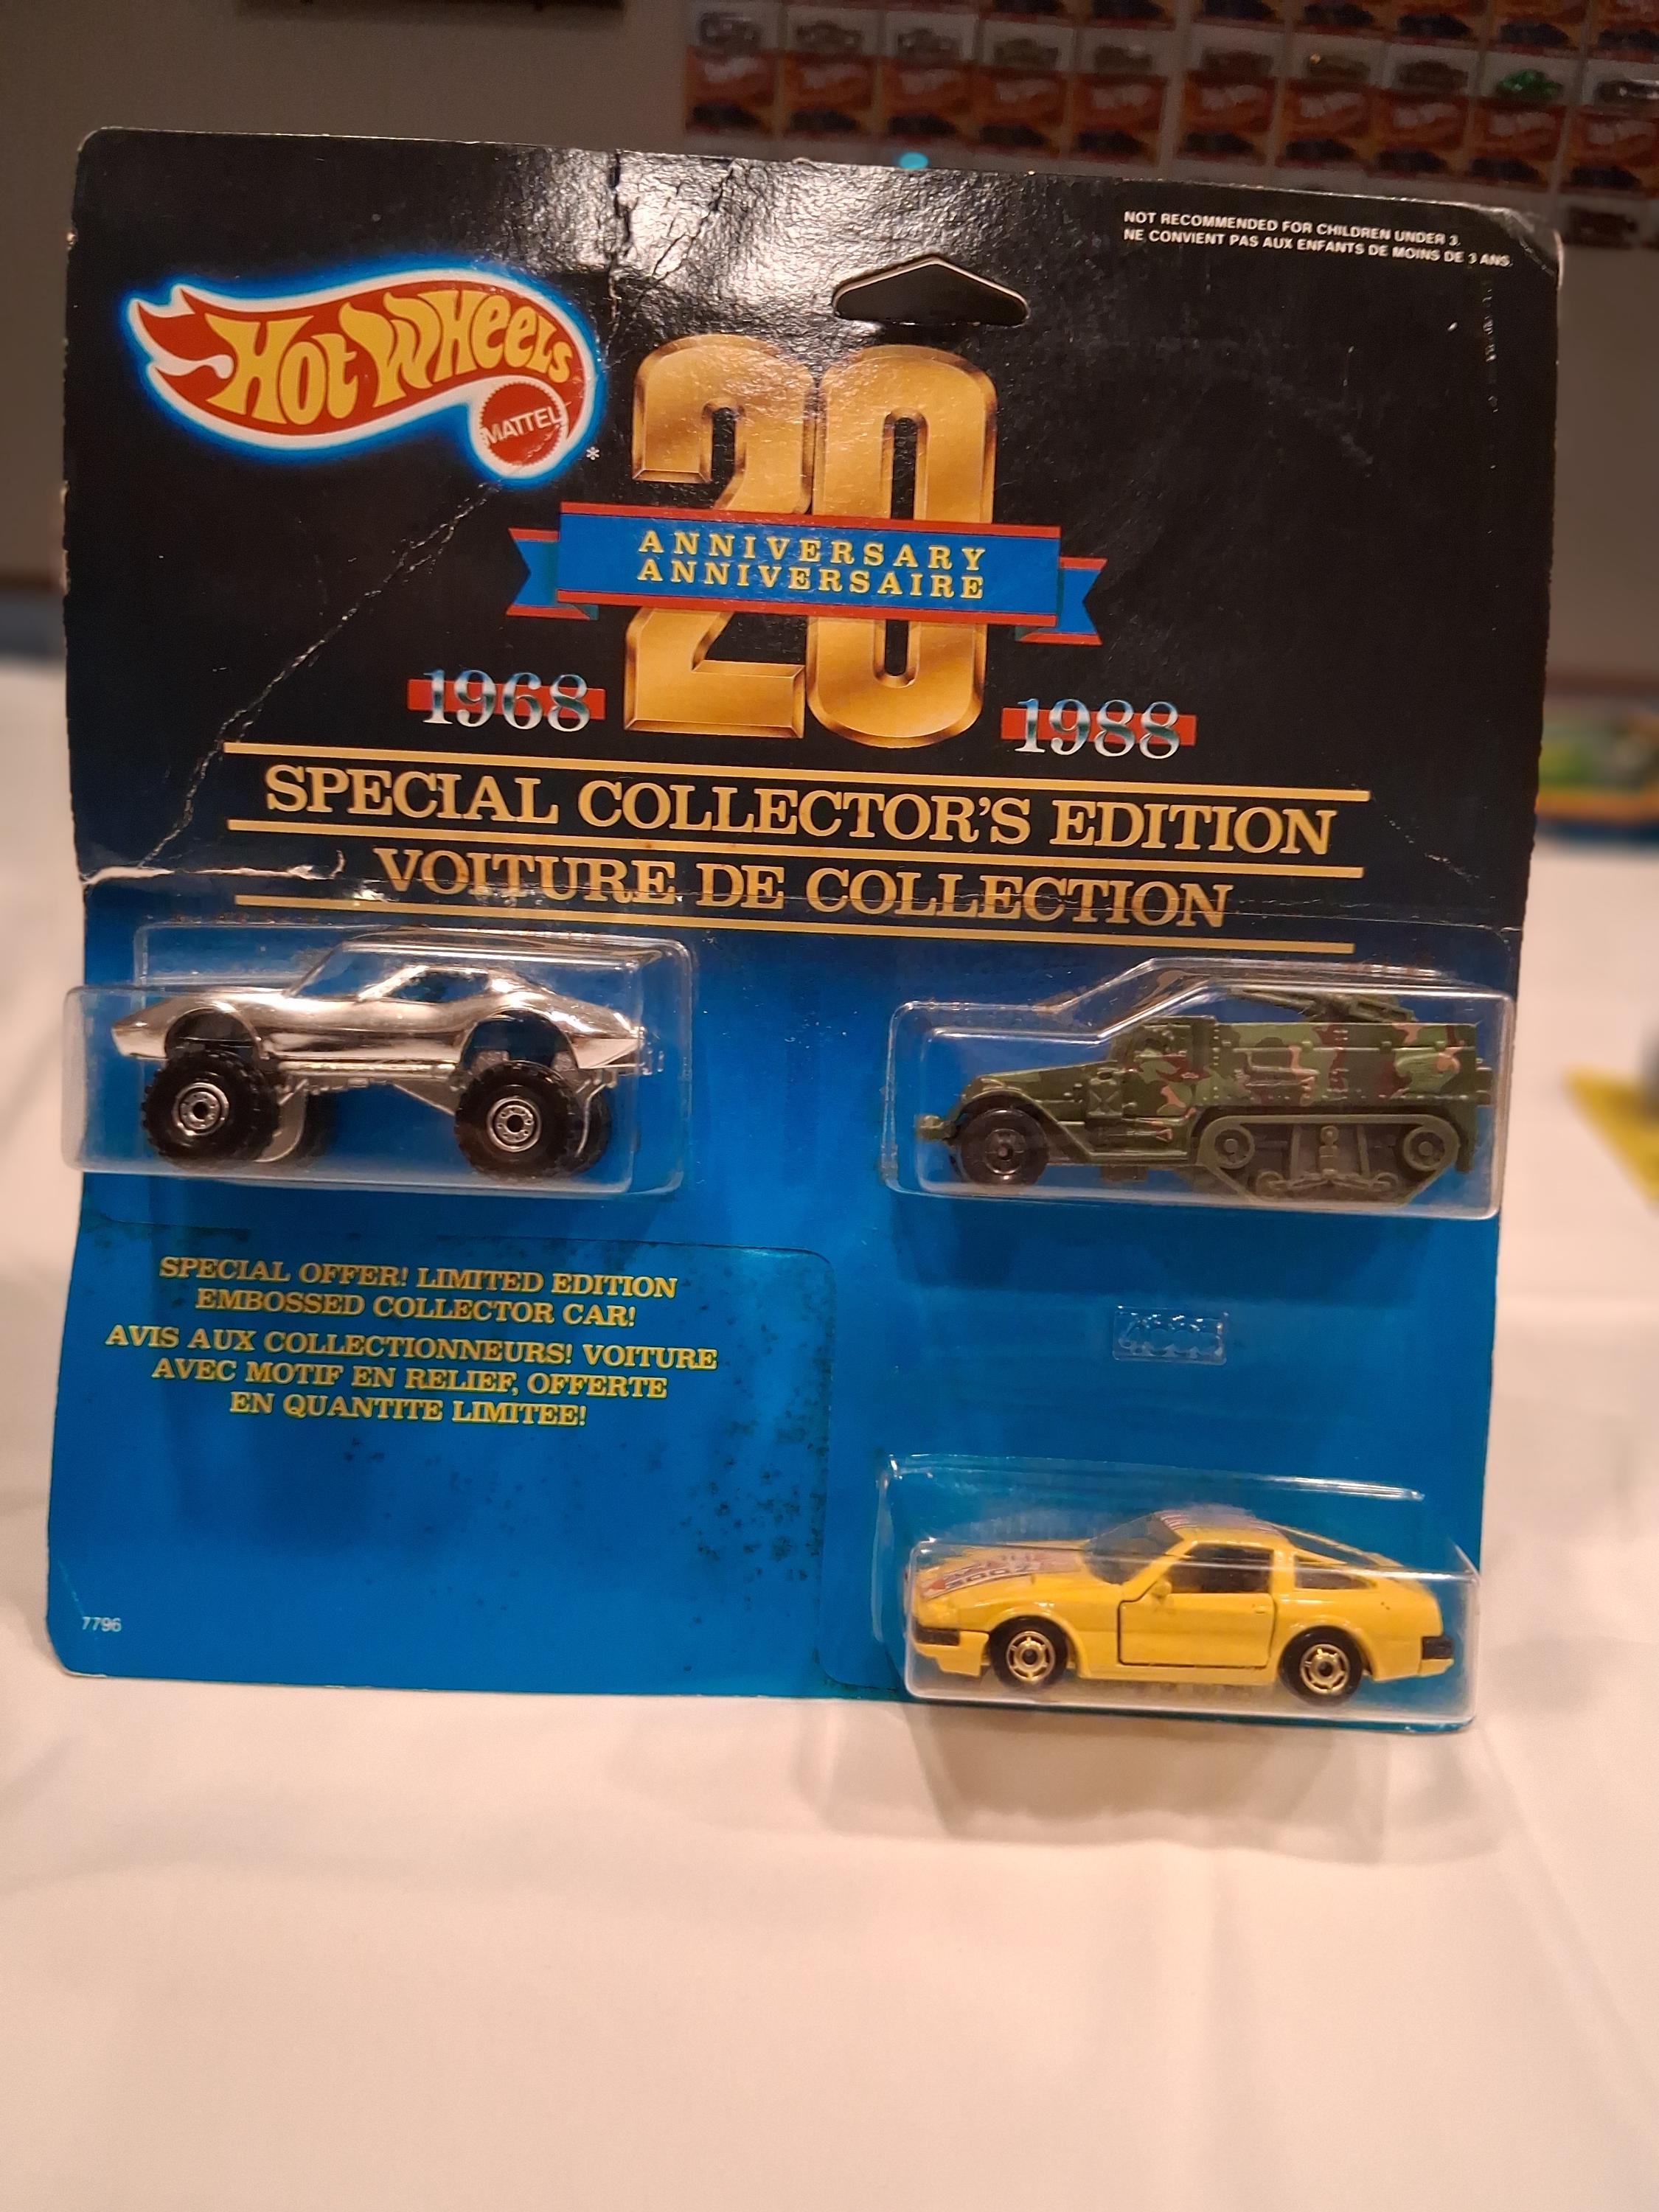 NOT RECOMMENDED FOR CHILDREN UNDER 3.
NE CONVIENT PAS AUX ENFANTS DE MOINS DE 3 ANS.
HOT WHEELS
MATTEL
*
20
ANNIVERSARY
ANNIVERSAIRE
1968
1988
SPECIAL COLLECTOR'S EDITION
VOITURE DE COLLECTION
SPECIAL OFFER! LIMITED EDITION
EMBOSSED COLLECTOR CAR!
AVIS AUX COLLECTIONNEURS! VOITURE
AVEC MOTIF EN RELIEF, OFFERTE
EN QUANTITE LIMITEE!
7796